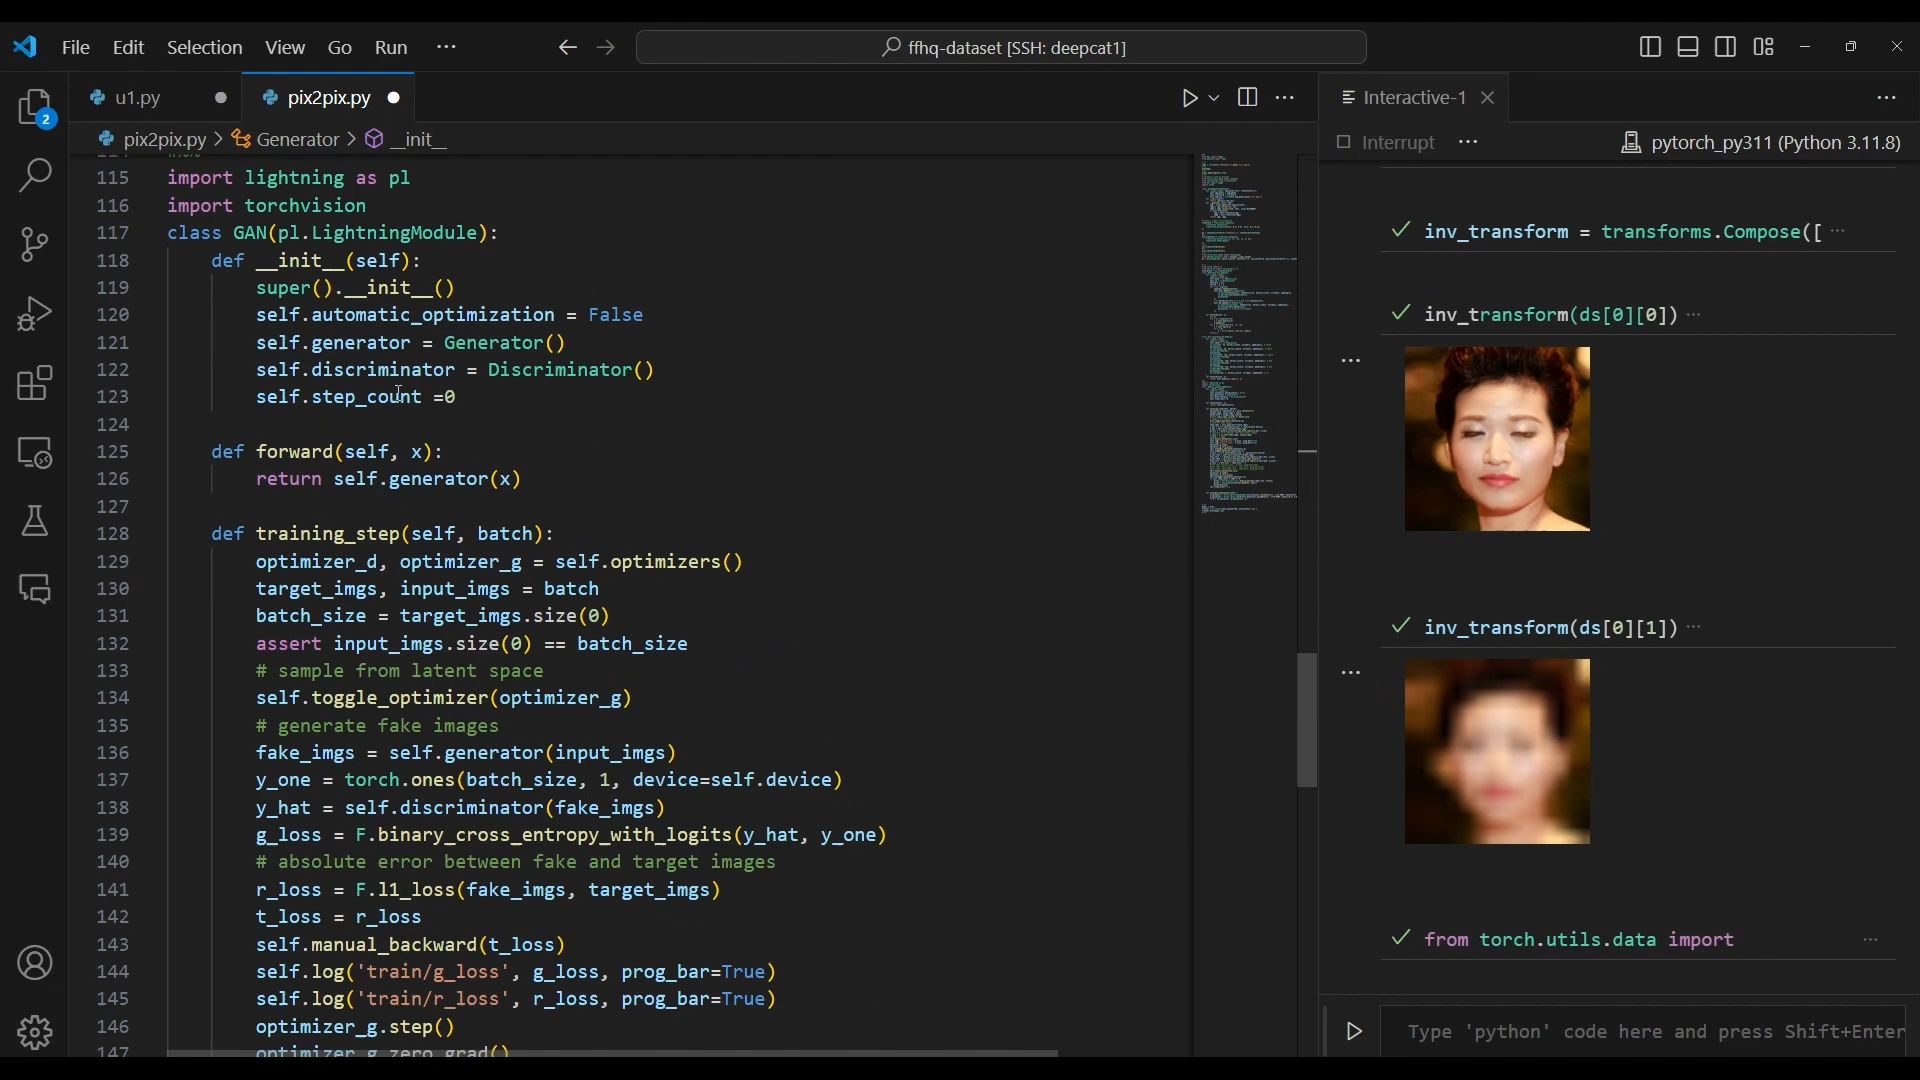 File Edit Selection View Go Run ···
ffhq-dataset [SSH: deepcat1]
2
u1.py
pix2pix.py
pix2pix.py > Generator > __init__
115 import lightning as pl
116 import torchvision
117 class GAN(pl.LightningModule):
118 def __init__(self):
119 super().__init__()
120 self.automatic_optimization = False
121 self.generator = Generator()
122 self.discriminator = Discriminator()
123 self.step_count =0
124
125 def forward(self, x):
126 return self.generator(x)
127
128 def training_step(self, batch):
129 optimizer_d, optimizer_g = self.optimizers()
130 target_imgs, input_imgs = batch
131 batch_size = target_imgs.size(0)
132 assert input_imgs.size(0) == batch_size
133 # sample from latent space
134 self.toggle_optimizer(optimizer_g)
135 # generate fake images
136 fake_imgs = self.generator(input_imgs)
137 y_one = torch.ones(batch_size, 1, device=self.device)
138 y_hat = self.discriminator(fake_imgs)
139 g_loss = F.binary_cross_entropy_with_logits(y_hat, y_one)
140 # absolute error between fake and target images
141 r_loss = F.l1_loss(fake_imgs, target_imgs)
142 t_loss = r_loss
143 self.manual_backward(t_loss)
144 self.log('train/g_loss', g_loss, prog_bar=True)
145 self.log('train/r_loss', r_loss, prog_bar=True)
146 optimizer_g.step()
147 optimizer_g.zero_grad()
Interactive-1
Interrupt ···
pytorch_py311 (Python 3.11.8)
inv_transform = transforms.Compose([ ···
inv_transform(ds[0][0]) ···
inv_transform(ds[0][1]) ···
from torch.utils.data import ···
Type 'python' code here and press Shift+Enter